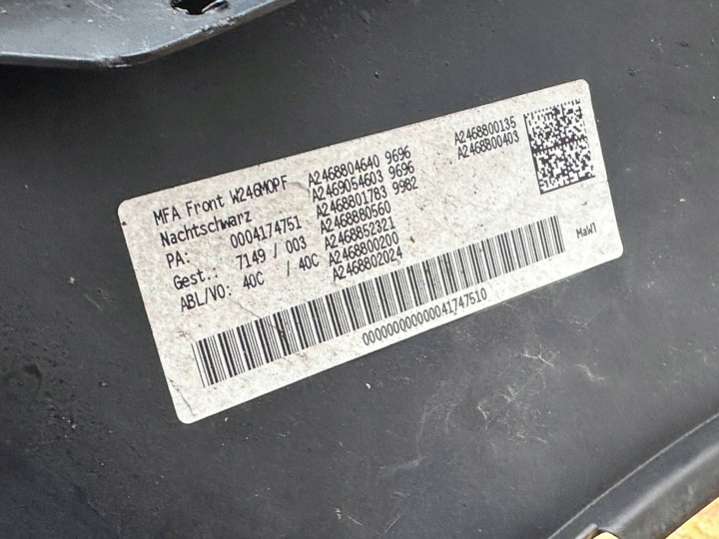 MFA Front W246MOPF
Nachtschwarz
PA: 0004174751
Gest.: 7149 / 003
ABL/VO: 40C / 40C
A2468804640 9696
A2469054603 9696
A2468801783 9982
A2468880560
A2468852321
A2468800200
A2468802024
A2468800135
A2468800403
MaW1
00000000000041747510